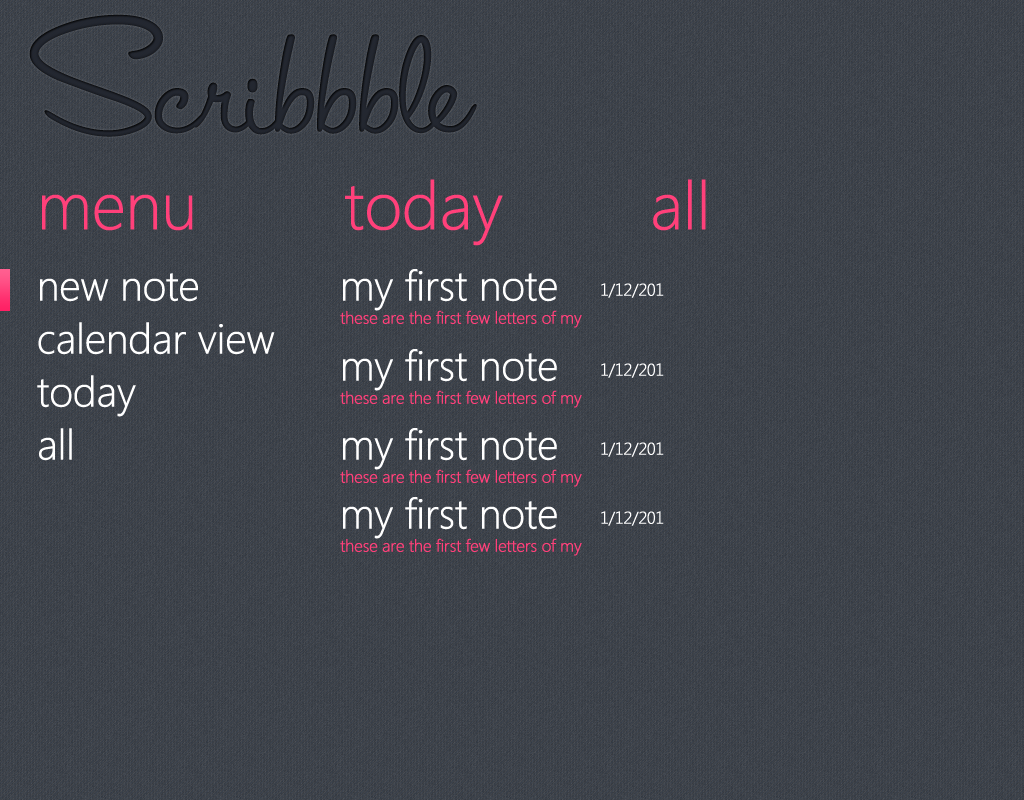 Scribbble
menu
new note
calendar view
today
all
today
my first note 1/12/201
these are the first few letters of my
my first note 1/12/201
these are the first few letters of my
my first note 1/12/201
these are the first few letters of my
my first note 1/12/201
these are the first few letters of my
all